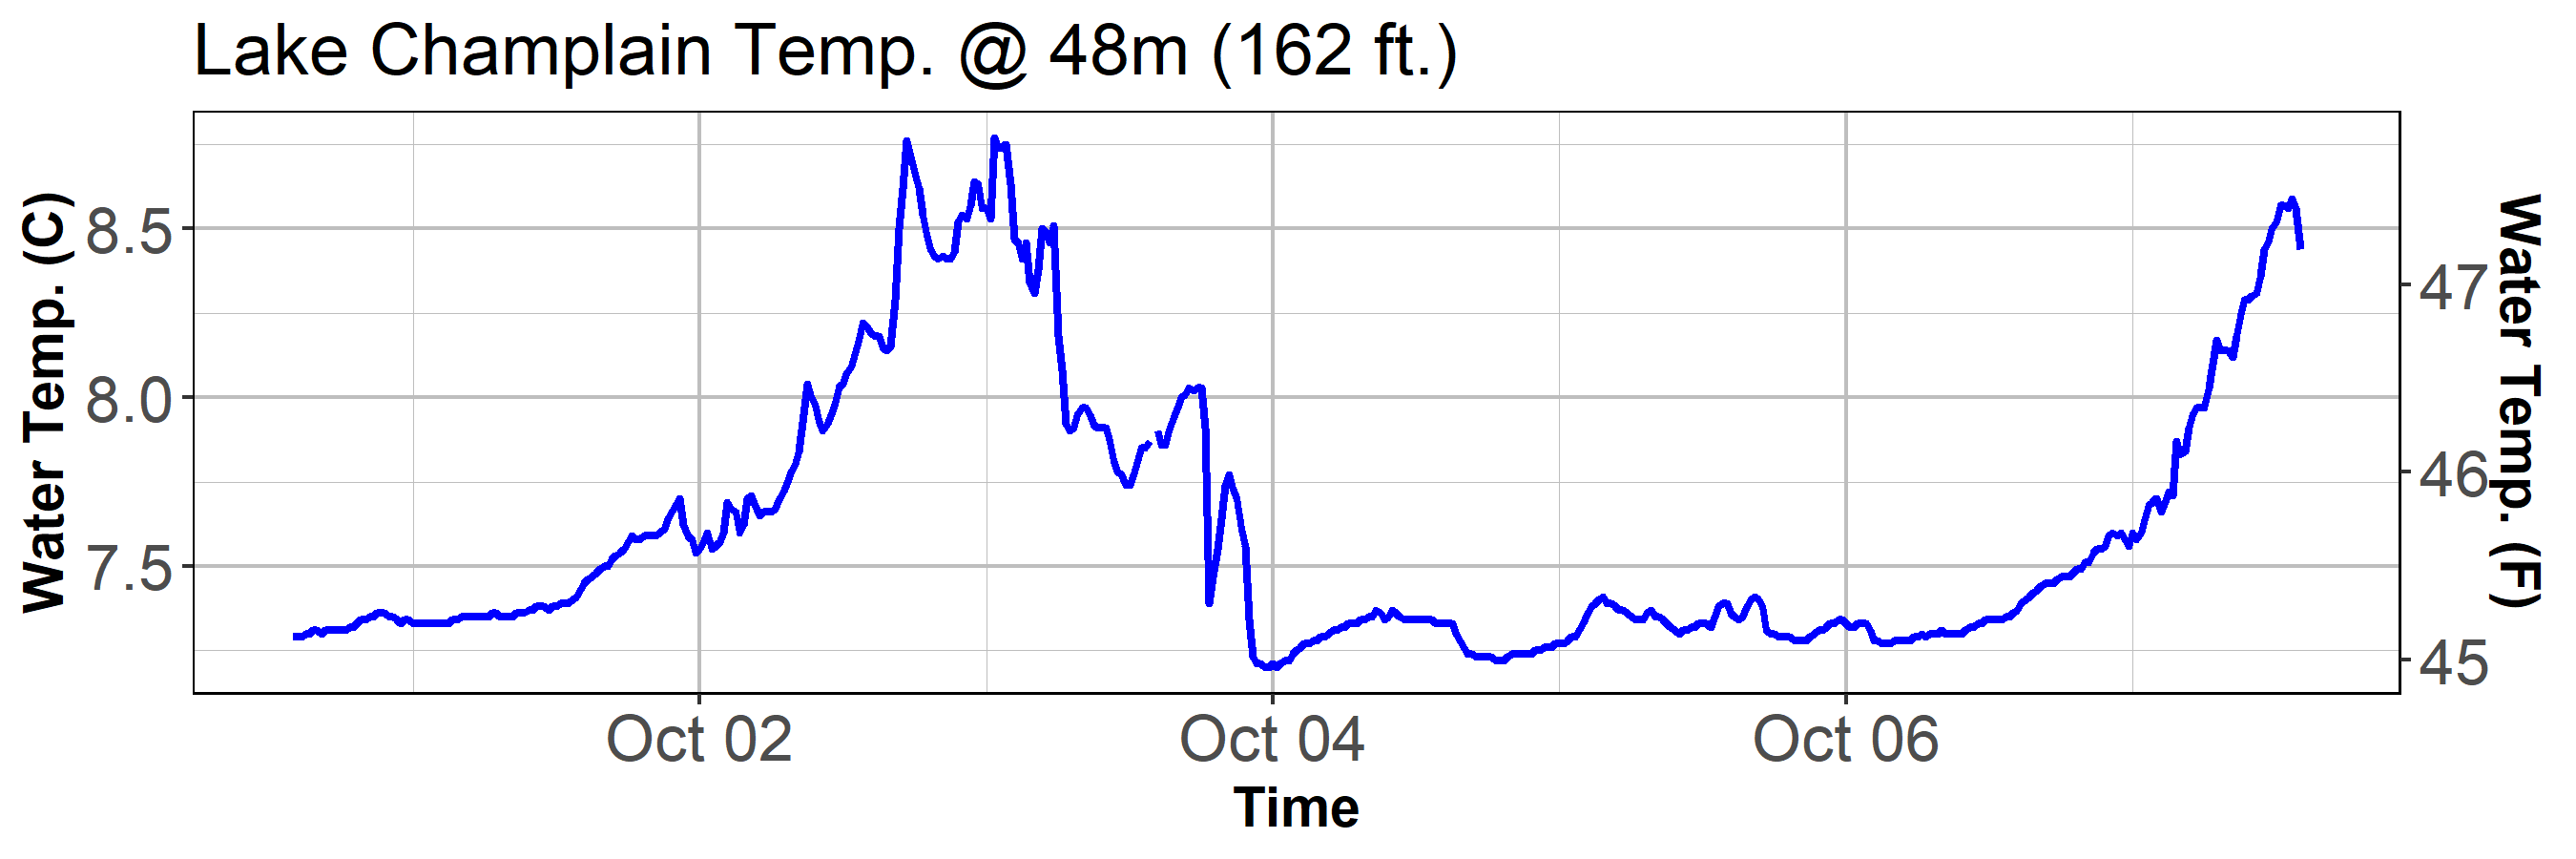 Lake Champlain Temp. @ 48m (162 ft.)
Water Temp. (C)
8.5
8.0
7.5
47
46
45
Water Temp. (F)
Oct 02
Oct 04
Oct 06
Time